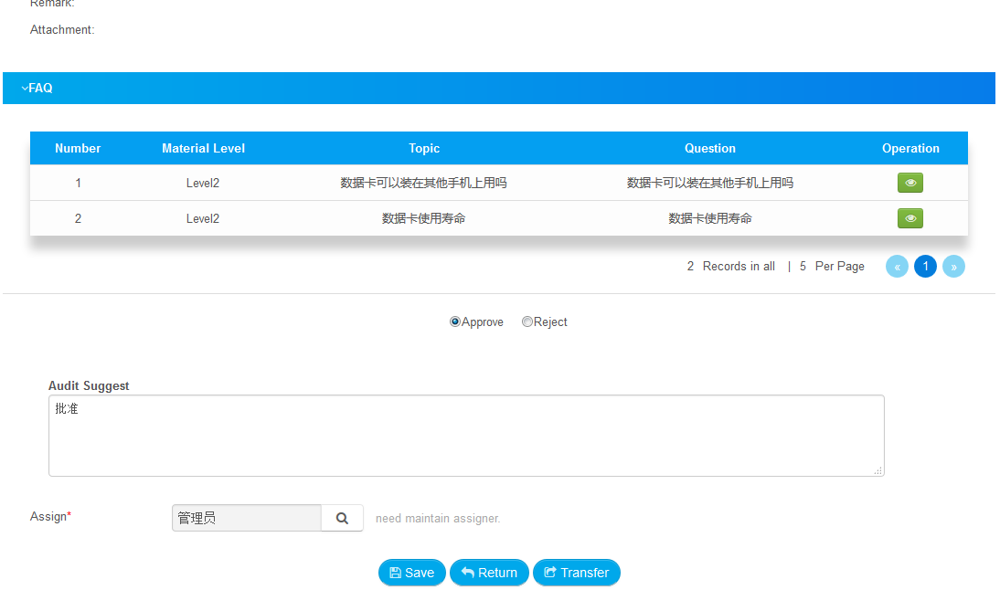 Remark:
Attachment:
FAQ
Number Material Level Topic Question Operation
1 Level2 数据卡可以装在其他手机上用吗 数据卡可以装在其他手机上用吗
2 Level2 数据卡使用寿命 数据卡使用寿命
2 Records in all | 5 Per Page « 1 »
Approve Reject
Audit Suggest
批准
Assign* 管理员 need maintain assigner.
Save Return Transfer